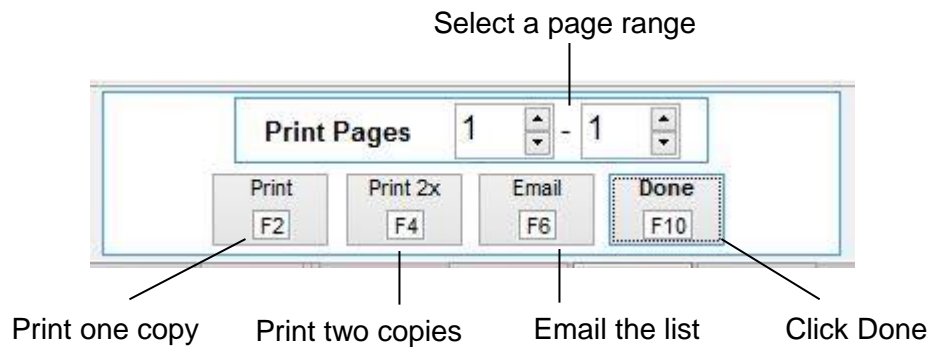 Select a page range
Print Pages 1 - 1
Print Print 2x Email Done
F2 F4 F6 F10
Print one copy Print two copies Email the list Click Done